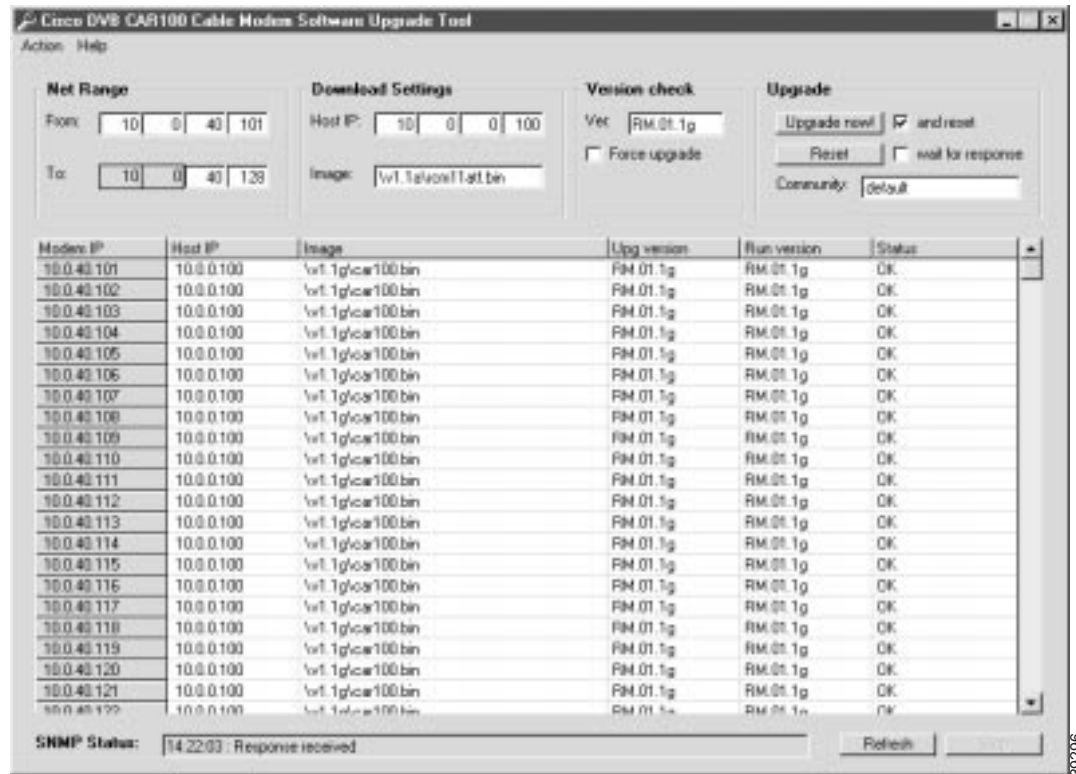 Cisco DVB CAR100 Cable Modem Software Upgrade Tool
Action Help
Net Range Download Settings Version check Upgrade
From: 10 0 40 101 Host IP: 10 0 0 100 Ver: RM.01.1g Upgrade now! and reset
Force upgrade Reset wait for response
To: 10 0 40 128 Image: Community: default
Modem IP Host IP Image Upg version Run version Status
10.0.40.101 10.0.0.100 \v1.1g\car100.bin RM.01.1g RM.01.1g OK
10.0.40.102 10.0.0.100 \v1.1g\car100.bin RM.01.1g RM.01.1g OK
10.0.40.103 10.0.0.100 \v1.1g\car100.bin RM.01.1g RM.01.1g OK
10.0.40.104 10.0.0.100 \v1.1g\car100.bin RM.01.1g RM.01.1g OK
10.0.40.105 10.0.0.100 \v1.1g\car100.bin RM.01.1g RM.01.1g OK
10.0.40.106 10.0.0.100 \v1.1g\car100.bin RM.01.1g RM.01.1g OK
10.0.40.107 10.0.0.100 \v1.1g\car100.bin RM.01.1g RM.01.1g OK
10.0.40.108 10.0.0.100 \v1.1g\car100.bin RM.01.1g RM.01.1g OK
10.0.40.109 10.0.0.100 \v1.1g\car100.bin RM.01.1g RM.01.1g OK
10.0.40.110 10.0.0.100 \v1.1g\car100.bin RM.01.1g RM.01.1g OK
10.0.40.111 10.0.0.100 \v1.1g\car100.bin RM.01.1g RM.01.1g OK
10.0.40.112 10.0.0.100 \v1.1g\car100.bin RM.01.1g RM.01.1g OK
10.0.40.113 10.0.0.100 \v1.1g\car100.bin RM.01.1g RM.01.1g OK
10.0.40.114 10.0.0.100 \v1.1g\car100.bin RM.01.1g RM.01.1g OK
10.0.40.115 10.0.0.100 \v1.1g\car100.bin RM.01.1g RM.01.1g OK
10.0.40.116 10.0.0.100 \v1.1g\car100.bin RM.01.1g RM.01.1g OK
10.0.40.117 10.0.0.100 \v1.1g\car100.bin RM.01.1g RM.01.1g OK
10.0.40.118 10.0.0.100 \v1.1g\car100.bin RM.01.1g RM.01.1g OK
10.0.40.119 10.0.0.100 \v1.1g\car100.bin RM.01.1g RM.01.1g OK
10.0.40.120 10.0.0.100 \v1.1g\car100.bin RM.01.1g RM.01.1g OK
10.0.40.121 10.0.0.100 \v1.1g\car100.bin RM.01.1g RM.01.1g OK
10.0.40.122 10.0.0.100 \v1.1g\car100.bin RM.01.1g RM.01.1g OK
SNMP Status: 14:22:03 : Response received Refresh Stop